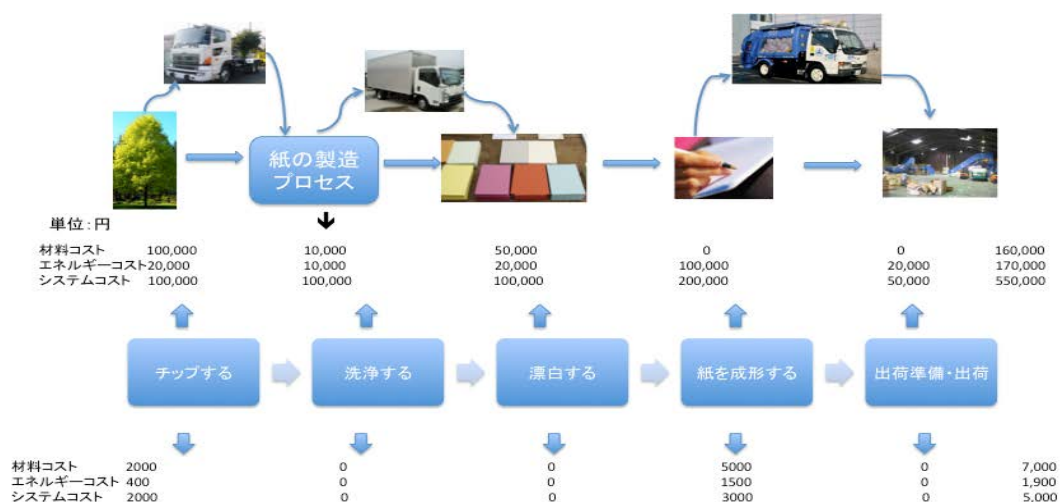 紙の製造
プロセス
単位:円
材料コスト 100,000 10,000 50,000 0 0 160,000
エネルギーコスト 20,000 10,000 20,000 100,000 20,000 170,000
システムコスト 100,000 100,000 100,000 200,000 50,000 550,000
チップする 洗浄する 漂白する 紙を成形する 出荷準備・出荷
材料コスト 2000 0 0 5000 0 7,000
エネルギーコスト 400 0 0 1500 0 1,900
システムコスト 2000 0 0 3000 0 5,000